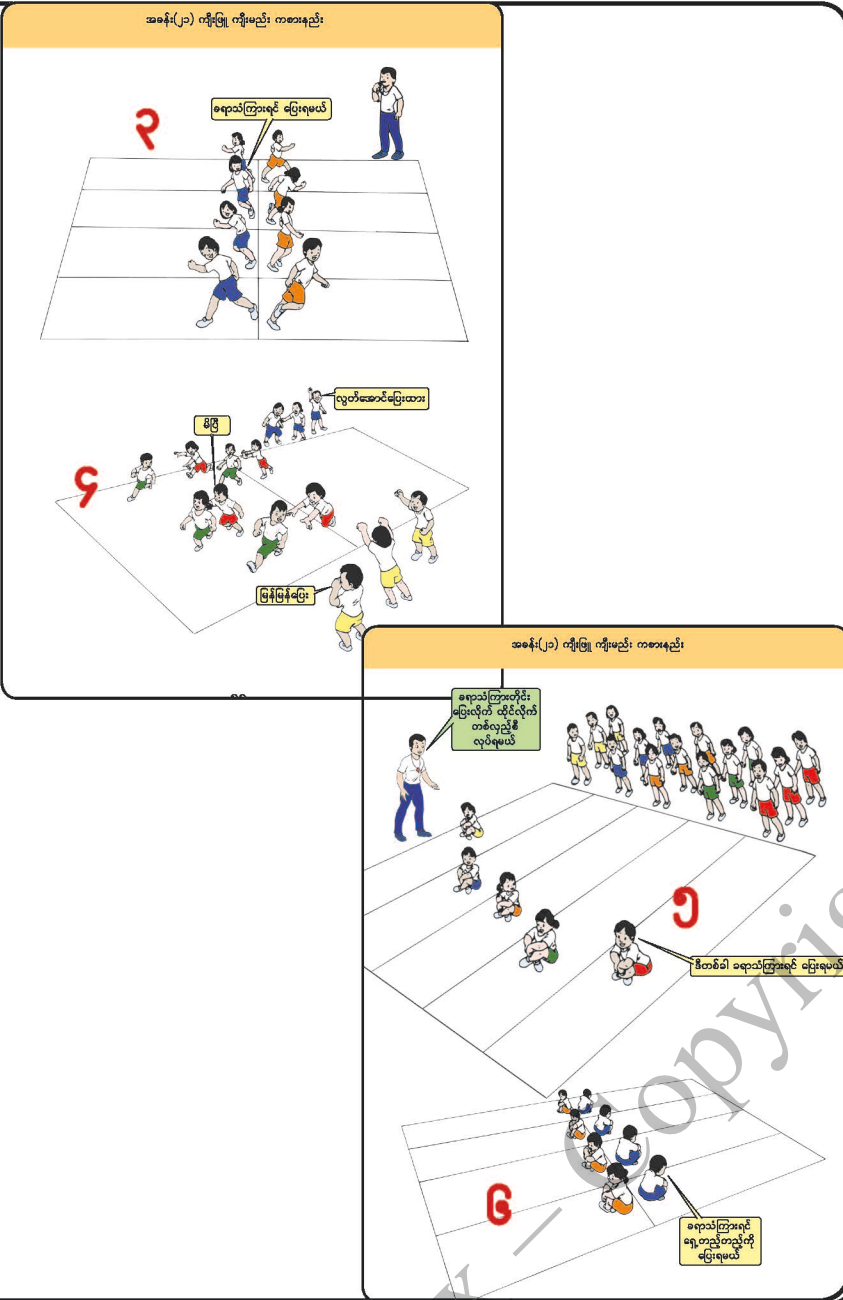 အခန်း(၂၁) ကျီးဖြူ ကျီးမည်း ကစားနည်း
၃
ခရာသံကြားရင် ပြေးရမယ်
လွတ်အောင်ပြေးထား
မိပြီ
၄
မြန်မြန်ပြေး
အခန်း(၂၁) ကျီးဖြူ ကျီးမည်း ကစားနည်း
ခရာသံကြားတိုင်း
ပြေးလိုက် ထိုင်လိုက်
တစ်လှည့်စီ
လုပ်ရမယ်
၅
ဒီတစ်ခါ ခရာသံကြားရင် ပြေးရမယ်
၆
ခရာသံကြားရင်
ရှေ့တည့်တည့်ကို
ပြေးရမယ်